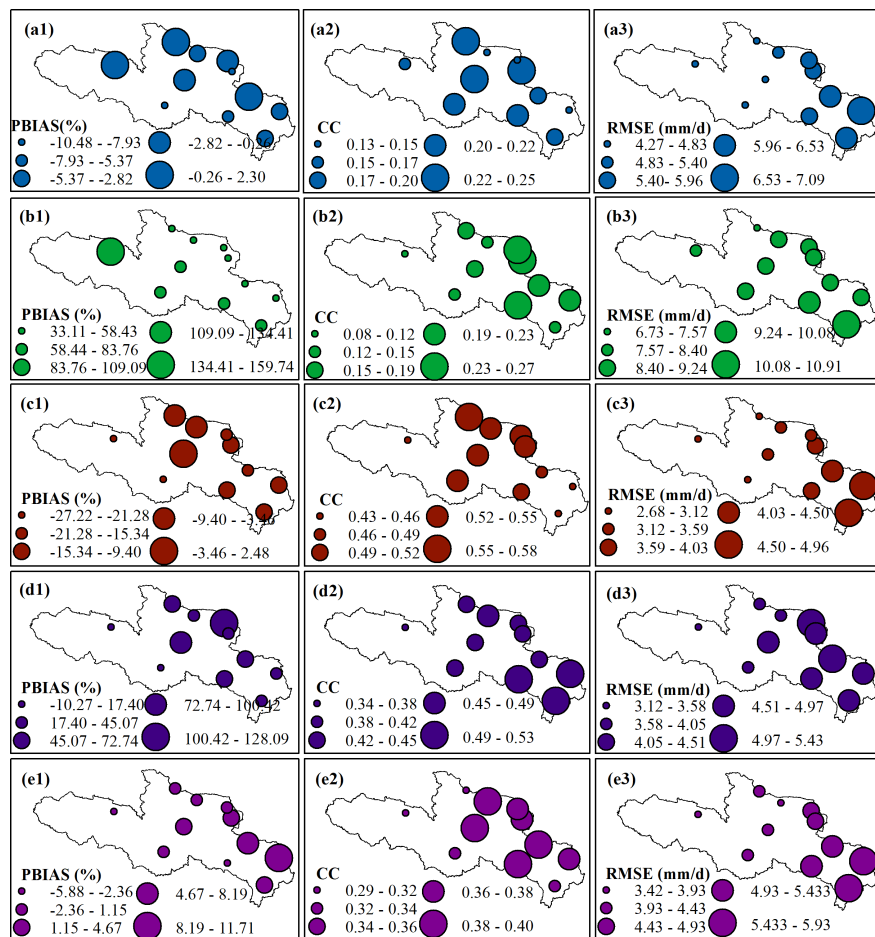 (a1)
PBIAS(%)
-10.48 - -7.93
-7.93 - -5.37
-5.37 - -2.82
-2.82 - -0.26
-0.26 - 2.30
(a2)
CC
0.13 - 0.15
0.15 - 0.17
0.17 - 0.20
0.20 - 0.22
0.22 - 0.25
(a3)
RMSE (mm/d)
4.27 - 4.83
4.83 - 5.40
5.40 - 5.96
5.96 - 6.53
6.53 - 7.09
(b1)
PBIAS (%)
33.11 - 58.43
58.44 - 83.76
83.76 - 109.09
109.09 - 134.41
134.41 - 159.74
(b2)
CC
0.08 - 0.12
0.12 - 0.15
0.15 - 0.19
0.19 - 0.23
0.23 - 0.27
(b3)
RMSE (mm/d)
6.73 - 7.57
7.57 - 8.40
8.40 - 9.24
9.24 - 10.08
10.08 - 10.91
(c1)
PBIAS (%)
-27.22 - -21.28
-21.28 - -15.34
-15.34 - -9.40
-9.40 - -3.46
-3.46 - 2.48
(c2)
CC
0.43 - 0.46
0.46 - 0.49
0.49 - 0.52
0.52 - 0.55
0.55 - 0.58
(c3)
RMSE (mm/d)
2.68 - 3.12
3.12 - 3.59
3.59 - 4.03
4.03 - 4.50
4.50 - 4.96
(d1)
PBIAS (%)
-10.27 - 17.40
17.40 - 45.07
45.07 - 72.74
72.74 - 100.42
100.42 - 128.09
(d2)
CC
0.34 - 0.38
0.38 - 0.42
0.42 - 0.45
0.45 - 0.49
0.49 - 0.53
(d3)
RMSE (mm/d)
3.12 - 3.58
3.58 - 4.05
4.05 - 4.51
4.51 - 4.97
4.97 - 5.43
(e1)
PBIAS (%)
-5.88 - -2.36
-2.36 - 1.15
1.15 - 4.67
4.67 - 8.19
8.19 - 11.71
(e2)
CC
0.29 - 0.32
0.32 - 0.34
0.34 - 0.36
0.36 - 0.38
0.38 - 0.40
(e3)
RMSE (mm/d)
3.42 - 3.93
3.93 - 4.43
4.43 - 4.93
4.93 - 5.433
5.433 - 5.93